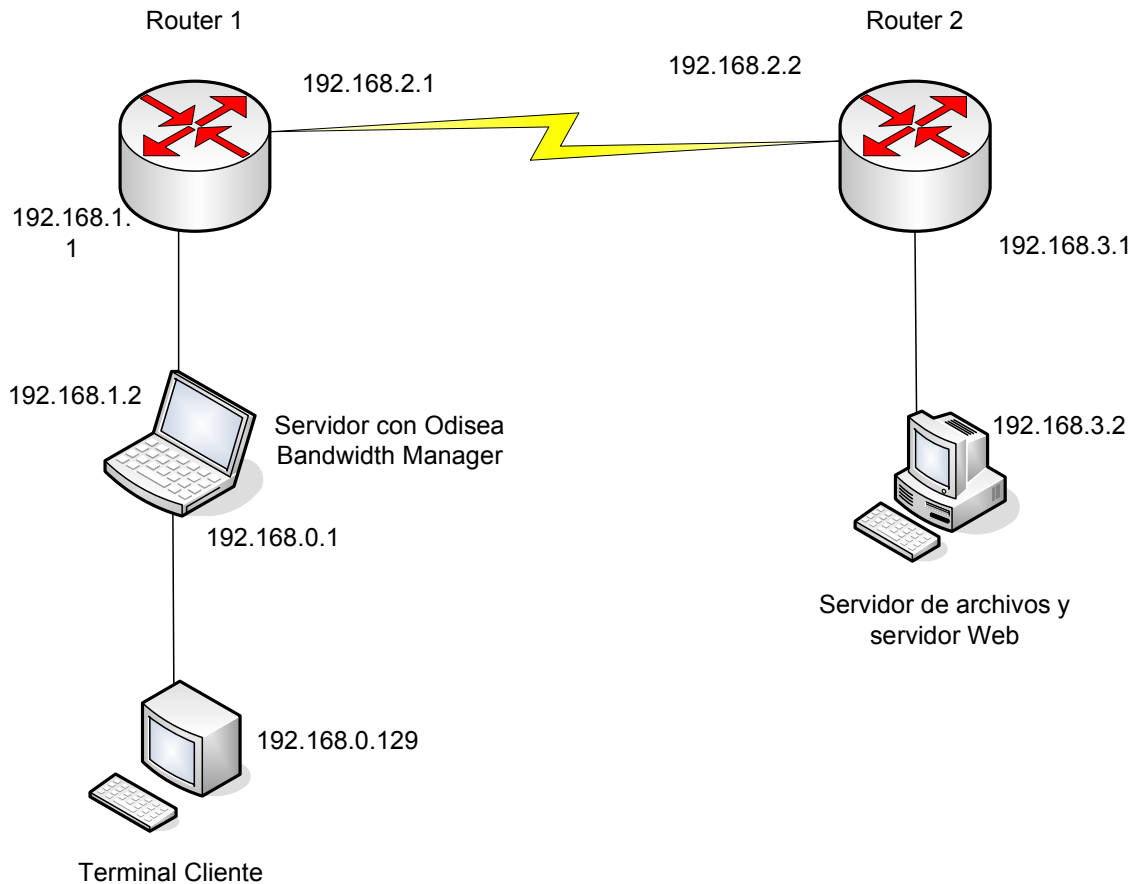 Router 1
Router 2
192.168.2.1
192.168.2.2
192.168.1.
1
192.168.3.1
192.168.1.2
Servidor con Odisea
Bandwidth Manager
192.168.3.2
192.168.0.1
Servidor de archivos y
servidor Web
192.168.0.129
Terminal Cliente